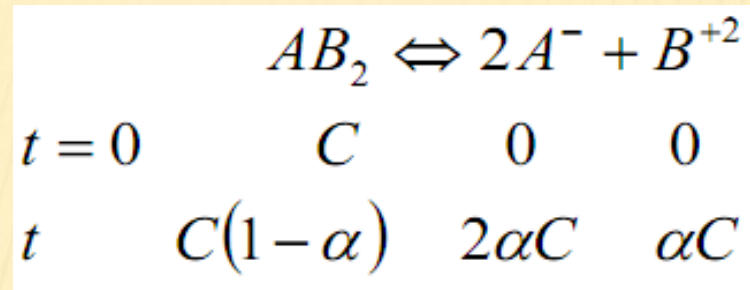 AB₂ ⇔ 2A⁻ + B⁺²
t = 0 C 0 0
t C(1 − α) 2αC αC